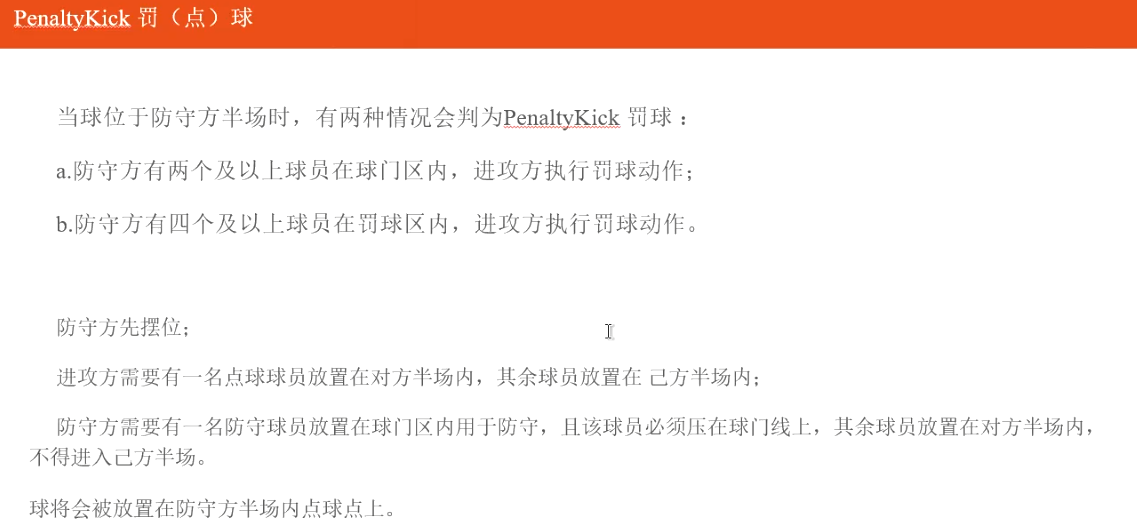 PenaltyKick 罚（点）球
当球位于防守方半场时，有两种情况会判为PenaltyKick 罚球：
a.防守方有两个及以上球员在球门区内，进攻方执行罚球动作；
b.防守方有四个及以上球员在罚球区内，进攻方执行罚球动作。
防守方先摆位；
进攻方需要有一名点球球员放置在对方半场内，其余球员放置在 己方半场内；
防守方需要有一名防守球员放置在球门区内用于防守，且该球员必须压在球门线上，其余球员放置在对方半场内，
不得进入己方半场。
球将会被放置在防守方半场内点球点上。